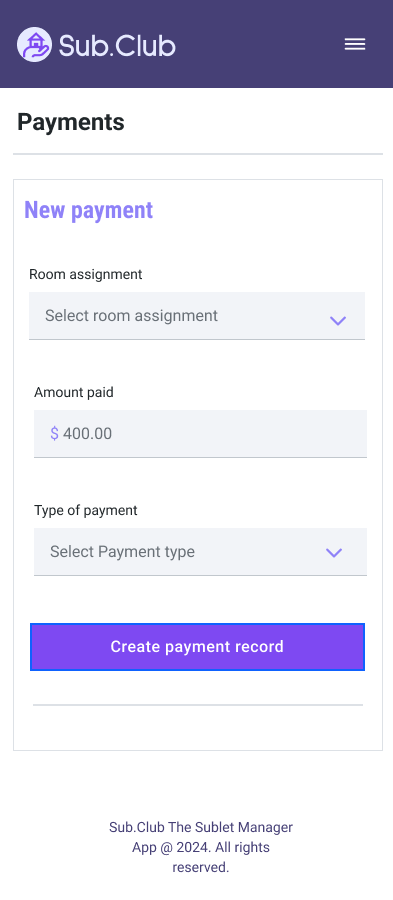 Sub.Club
Payments
New payment
Room assignment
Select room assignment
Amount paid
$ 400.00
Type of payment
Select Payment type
Create payment record
Sub.Club The Sublet Manager
App @ 2024. All rights
reserved.